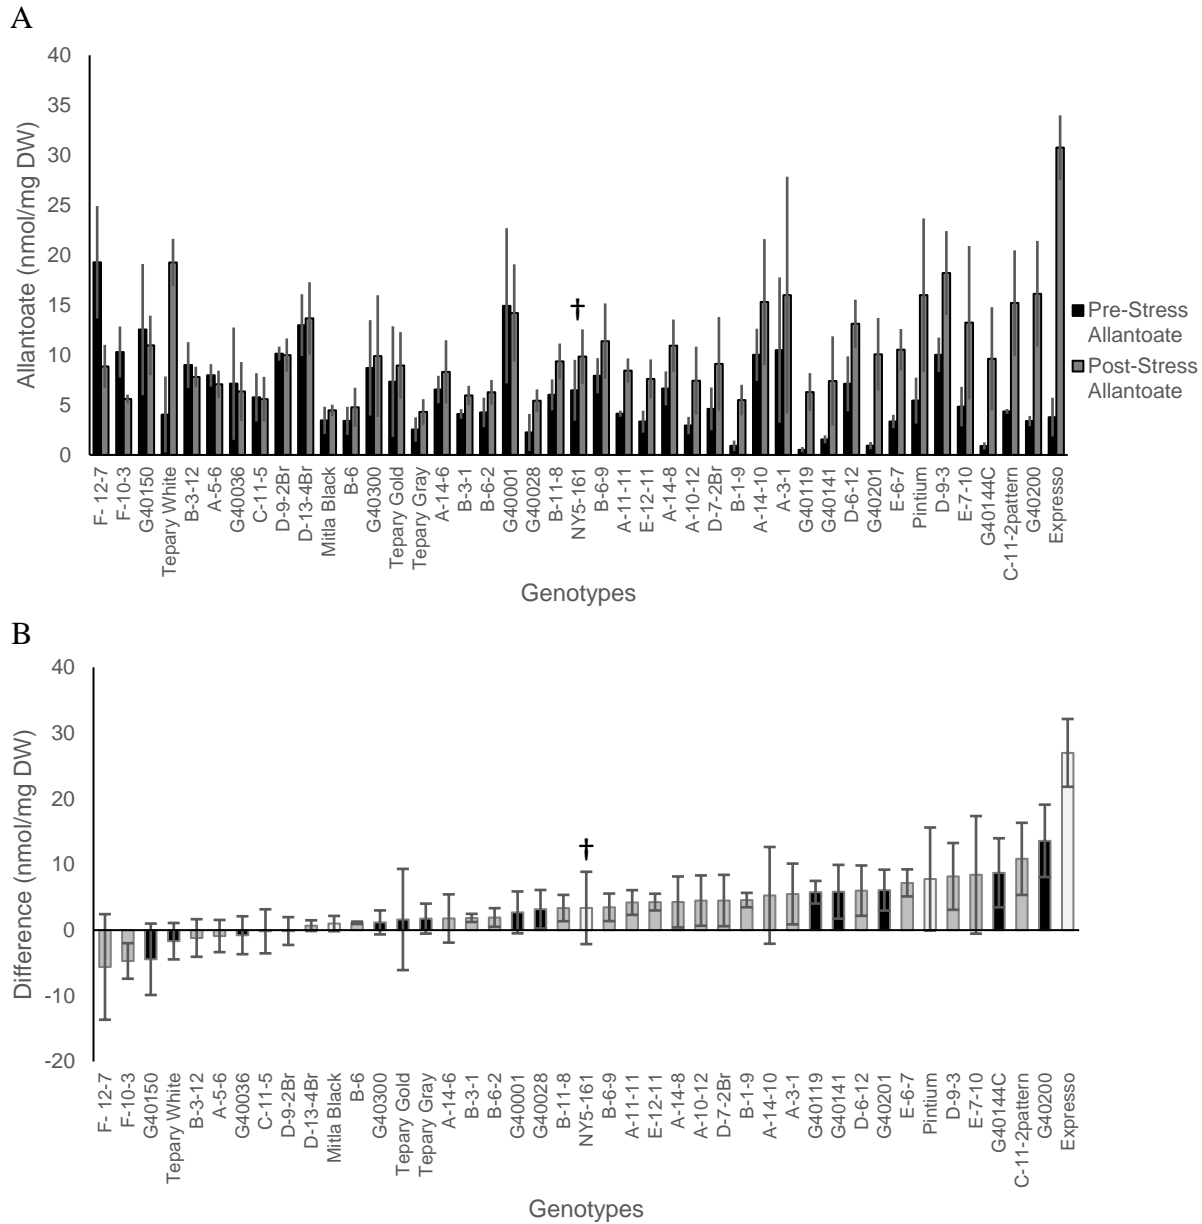 A
40
35
30
25
20
15
10
5
0
Allantoate (nmol/mg DW)
†
Pre-Stress
Allantoate
Post-Stress
Allantoate
F- 12-7
F-10-3
G40150
Tepary White
B-3-12
A-5-6
G40036
C-11-5
D-9-2Br
D-13-4Br
Mitla Black
B-6
G40300
Tepary Gold
Tepary Gray
A-14-6
B-3-1
B-6-2
G40001
G40028
B-11-8
NY5-161
B-6-9
A-11-11
E-12-11
A-14-8
A-10-12
D-7-2Br
B-1-9
A-14-10
A-3-1
G40119
G40141
D-6-12
G40201
E-6-7
Pintium
D-9-3
E-7-10
G40144C
C-11-2pattern
G40200
Expresso
Genotypes
B
40
30
20
10
0
-10
-20
Difference (nmol/mg DW)
†
F- 12-7
F-10-3
G40150
Tepary White
B-3-12
A-5-6
G40036
C-11-5
D-9-2Br
D-13-4Br
Mitla Black
B-6
G40300
Tepary Gold
Tepary Gray
A-14-6
B-3-1
B-6-2
G40001
G40028
B-11-8
NY5-161
B-6-9
A-11-11
E-12-11
A-14-8
A-10-12
D-7-2Br
B-1-9
A-14-10
A-3-1
G40119
G40141
D-6-12
G40201
E-6-7
Pintium
D-9-3
E-7-10
G40144C
C-11-2pattern
G40200
Expresso
Genotypes